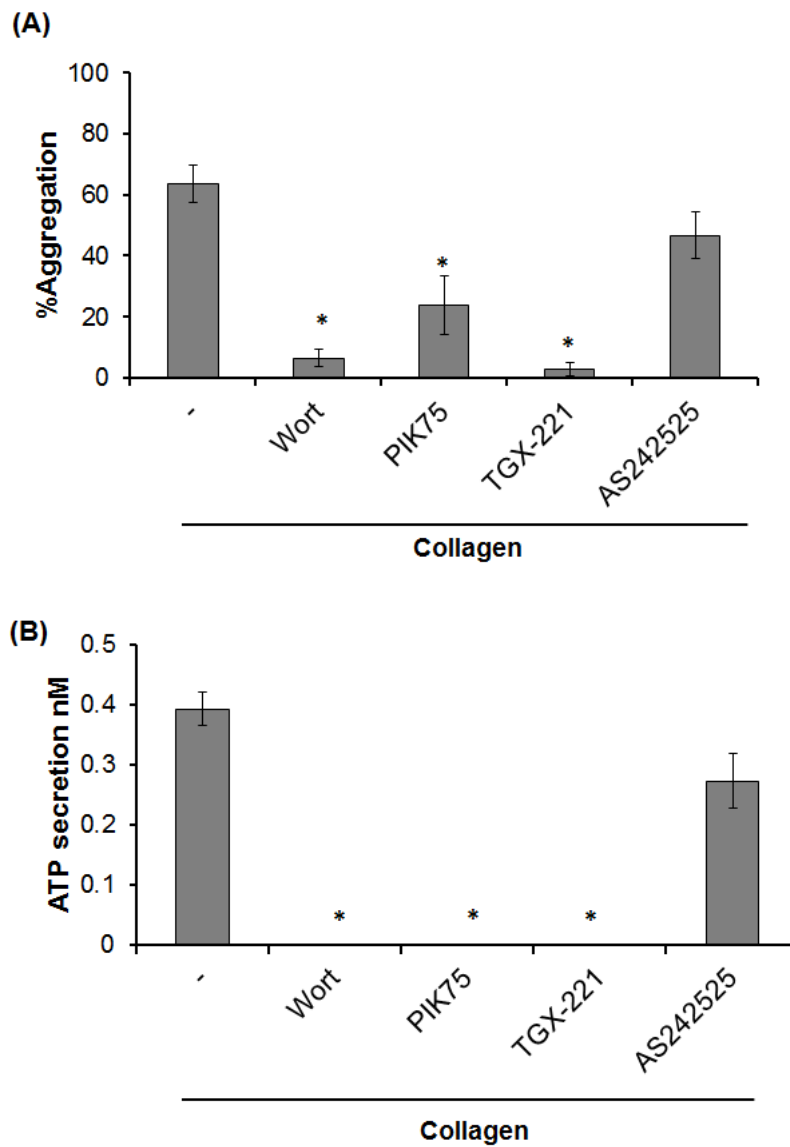 (A)
100
80
60
40
20
0
%Aggregation
*
*
*
-
Wort
PIK75
TGX-221
AS242525
Collagen
(B)
0.5
0.4
0.3
0.2
0.1
0
ATP secretion nM
*
*
*
-
Wort
PIK75
TGX-221
AS242525
Collagen